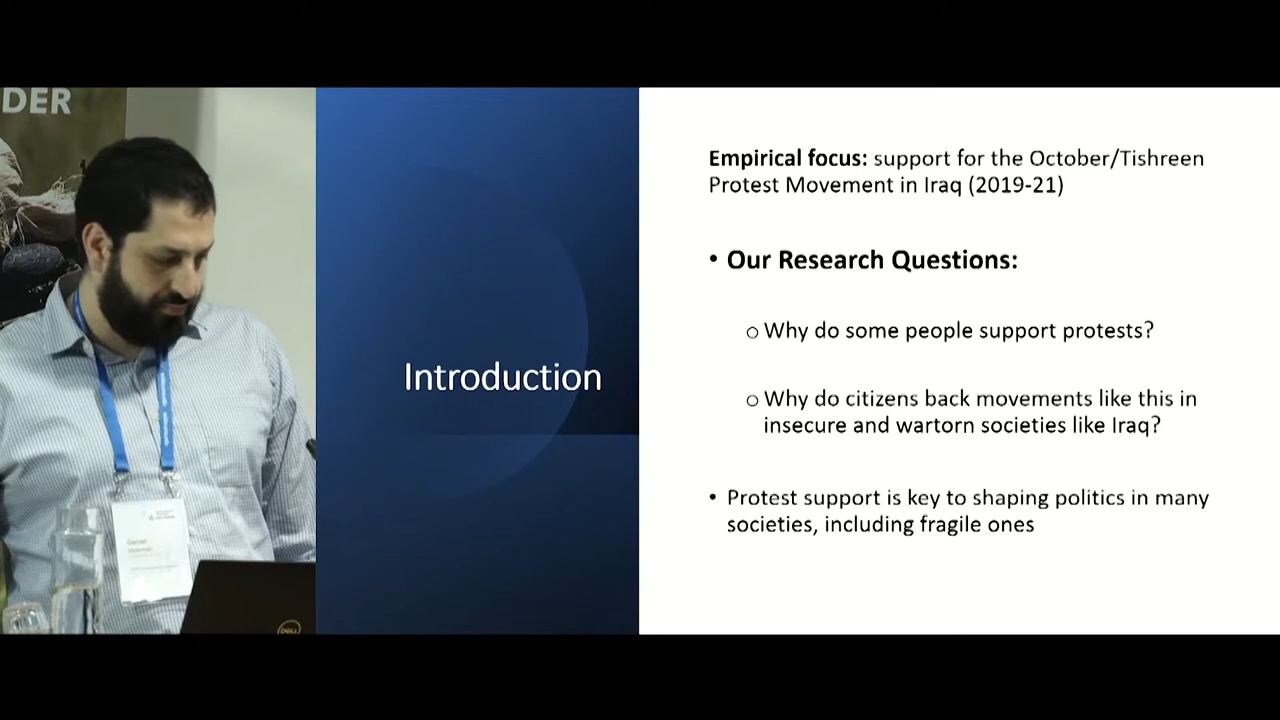 DER
Introduction
Empirical focus: support for the October/Tishreen
Protest Movement in Iraq (2019-21)
• Our Research Questions:
o Why do some people support protests?
o Why do citizens back movements like this in
insecure and wartorn societies like Iraq?
• Protest support is key to shaping politics in many
societies, including fragile ones
Daniel
DELL